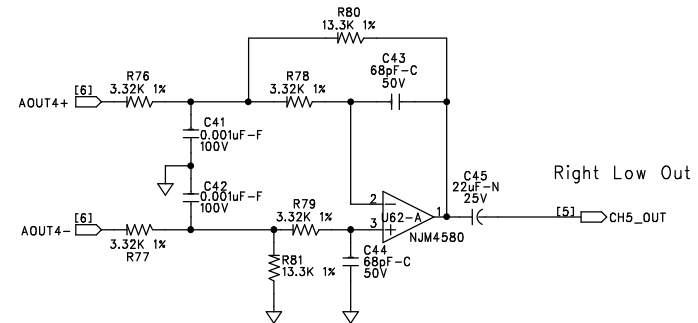 R80
13.3K 1%
C43
68pF-C
50V
R76
3.32K 1%
R78
3.32K 1%
[6]
AOUT4+
C41
0.001uF-F
100V
C42
0.001uF-F
100V
C45
22uF-N
25V
Right Low Out
2
U62-A
1
3
NJM4580
[5]
CH5_OUT
[6]
AOUT4-
3.32K 1%
R77
R79
3.32K 1%
R81
13.3K 1%
C44
68pF-C
50V